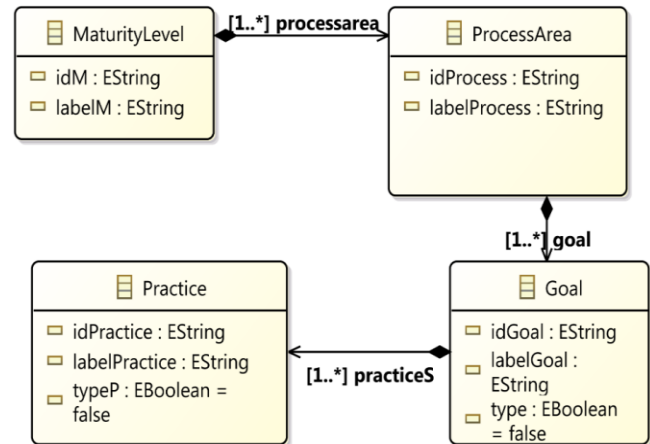 MaturityLevel
idM : EString
labelM : EString
[1..*] processarea
ProcessArea
idProcess : EString
labelProcess : EString
[1..*] goal
Practice
idPractice : EString
labelPractice : EString
typeP : EBoolean =
false
[1..*] practiceS
Goal
idGoal : EString
labelGoal :
EString
type : EBoolean
= false